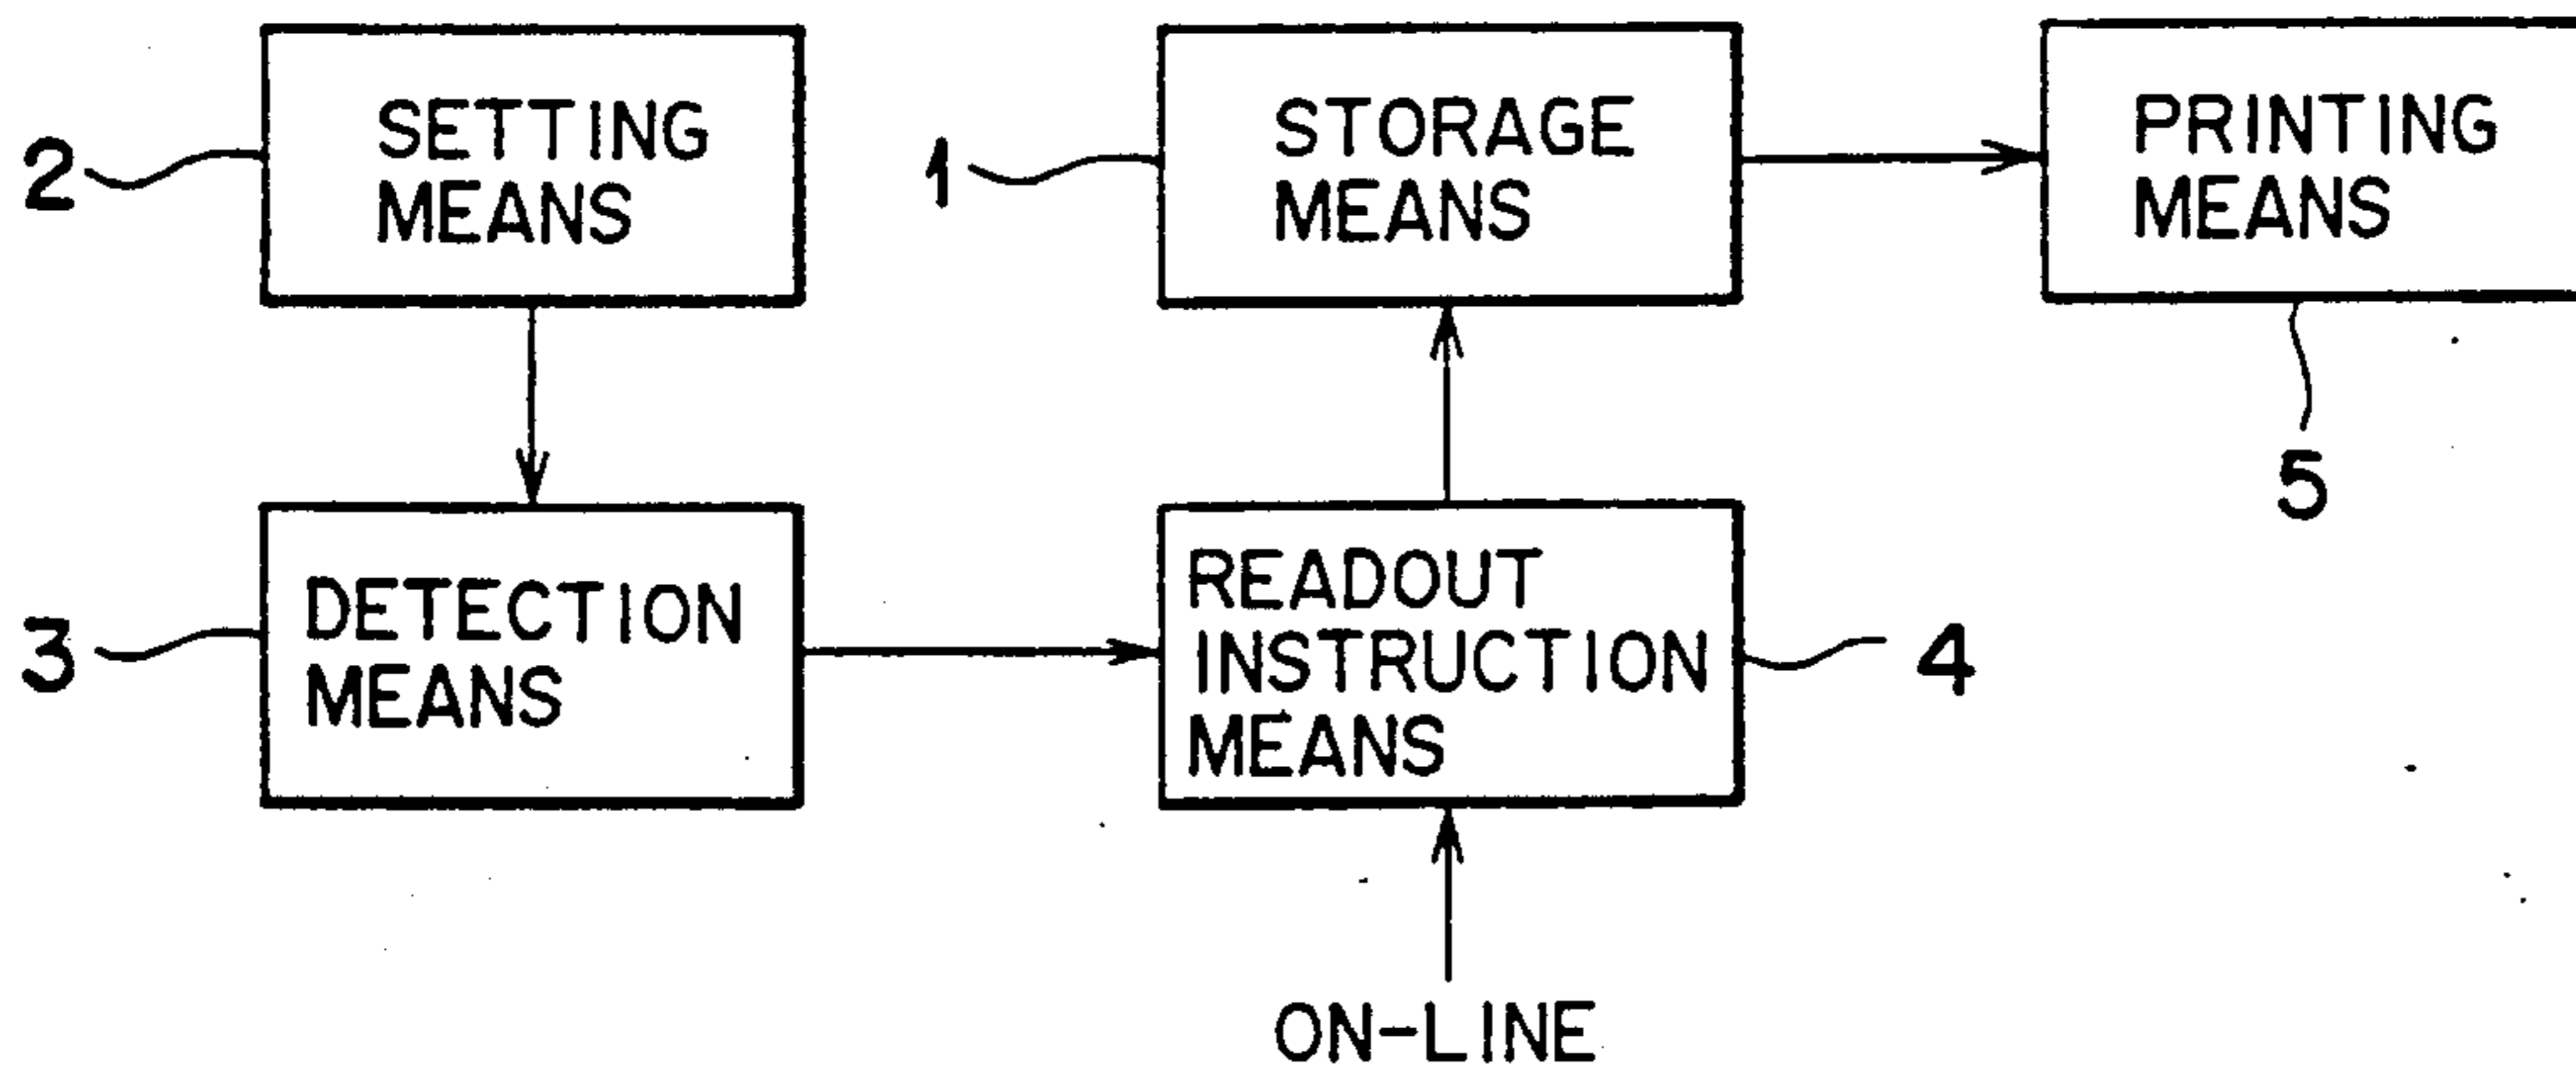 2
SETTING
MEANS
1
STORAGE
MEANS
PRINTING
MEANS
5
3
DETECTION
MEANS
READOUT
INSTRUCTION
MEANS
4
ON-LINE